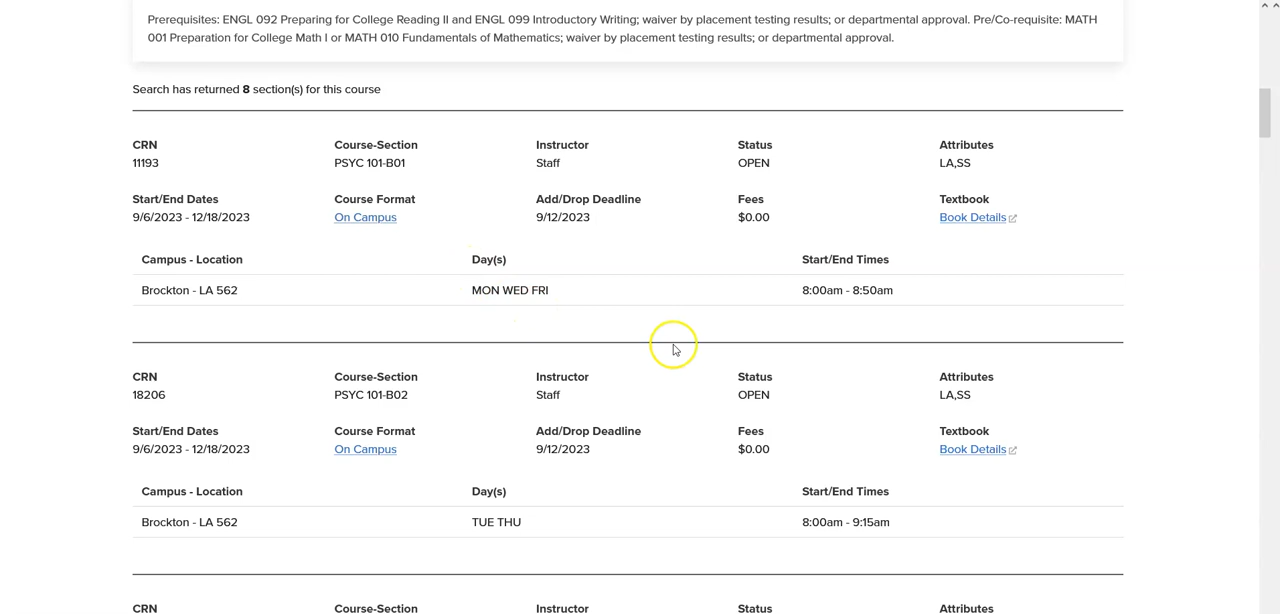 Prerequisites: ENGL 092 Preparing for College Reading II and ENGL 099 Introductory Writing; waiver by placement testing results; or departmental approval. Pre/Co-requisite: MATH
001 Preparation for College Math I or MATH 010 Fundamentals of Mathematics; waiver by placement testing results; or departmental approval.
Search has returned 8 section(s) for this course
CRN Course-Section Instructor Status Attributes
11193 PSYC 101-B01 Staff OPEN LA,SS
Start/End Dates Course Format Add/Drop Deadline Fees Textbook
9/6/2023 - 12/18/2023 On Campus 9/12/2023 $0.00 Book Details
Campus - Location Day(s) Start/End Times
Brockton - LA 562 MON WED FRI 8:00am - 8:50am
CRN Course-Section Instructor Status Attributes
18206 PSYC 101-B02 Staff OPEN LA,SS
Start/End Dates Course Format Add/Drop Deadline Fees Textbook
9/6/2023 - 12/18/2023 On Campus 9/12/2023 $0.00 Book Details
Campus - Location Day(s) Start/End Times
Brockton - LA 562 TUE THU 8:00am - 9:15am
CRN Course-Section Instructor Status Attributes